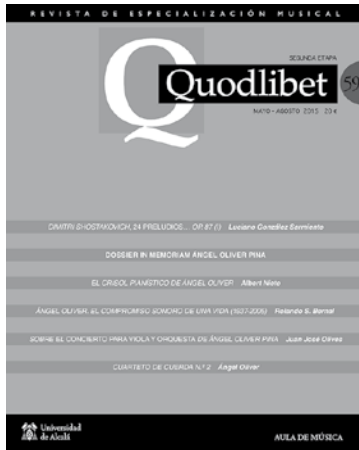 REVISTA DE ESPECIALIZACIÓN MUSICAL
SEGUNDA ETAPA
Quodlibet
59
MAYO - AGOSTO 2015 20 €
DIMITRI SHOSTAKOVICH, 24 PRELUDIOS... OP. 87 (I) Luciano González Sarmiento
DOSSIER IN MEMORIAM ÁNGEL OLIVER PINA
EL CRISOL PIANÍSTICO DE ÁNGEL OLIVER Albert Nieto
ÁNGEL OLIVER: EL COMPROMISO SONORO DE UNA VIDA (1937-2005) Rolando S. Bernal
SOBRE EL CONCIERTO PARA VIOLA Y ORQUESTA DE ÁNGEL OLIVER PINA Juan José Olives
CUARTETO DE CUERDA N.º 2 Ángel Oliver
Universidad
de Alcalá
AULA DE MÚSICA